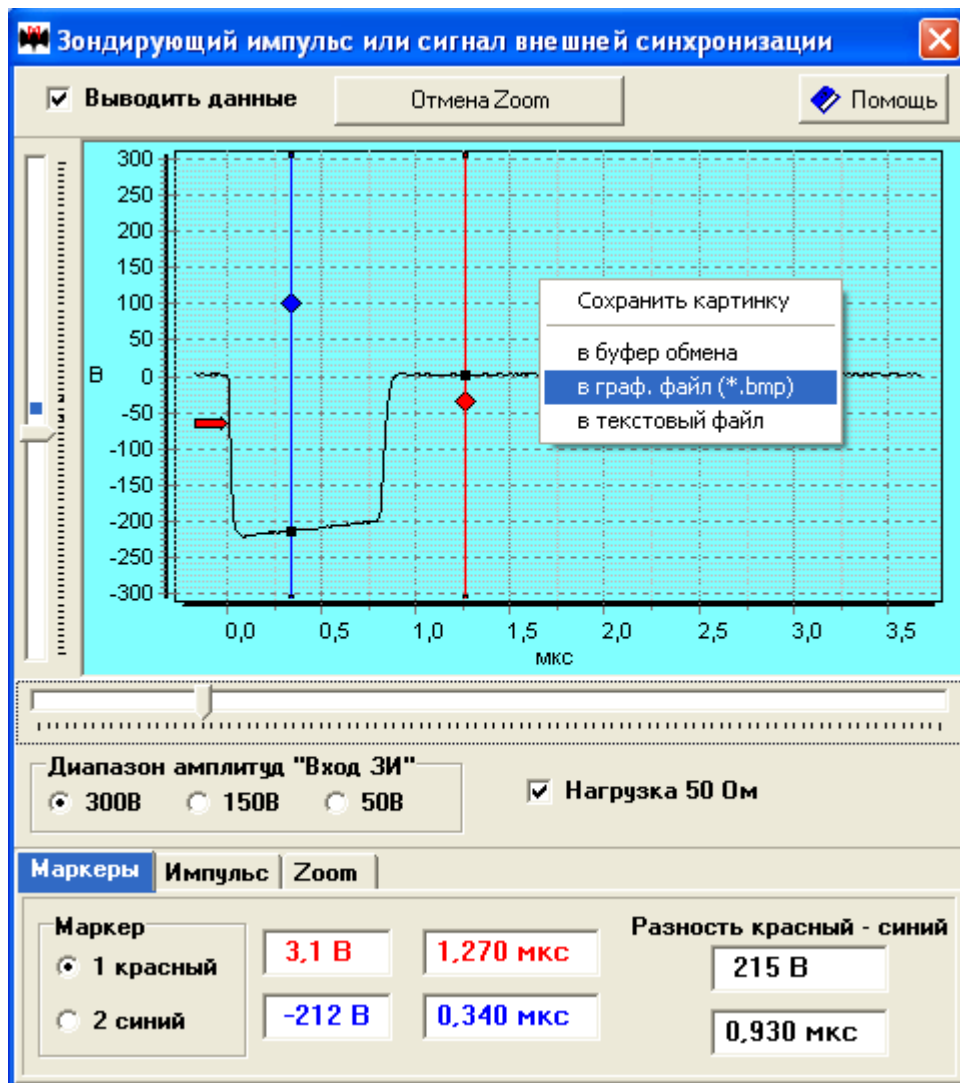 Зондирующий импульс или сигнал внешней синхронизации
Выводить данные
Отмена Zoom
Помощь
300
250
200
150
100
50
В
0
-50
-100
-150
-200
-250
-300
0,0 0,5 1,0 1,5 2,0 2,5 3,0 3,5
мкс
Сохранить картинку
в буфер обмена
в граф. файл (*.bmp)
в текстовый файл
Диапазон амплитуд "Вход ЗИ"
300В 150В 50В
Нагрузка 50 Ом
Маркеры Импульс Zoom
Маркер
1 красный
2 синий
3,1 В 1,270 мкс
-212 В 0,340 мкс
Разность красный - синий
215 В
0,930 мкс